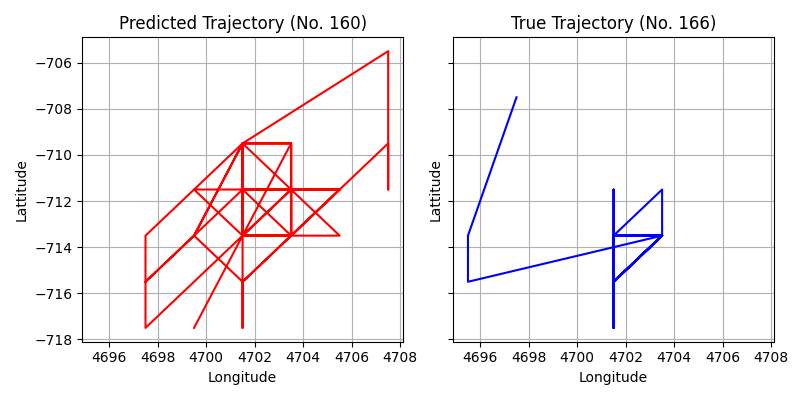 Predicted Trajectory (No. 160)
True Trajectory (No. 166)
Lattitude
−706
−708
−710
−712
−714
−716
−718
4696 4698 4700 4702 4704 4706 4708
Longitude
Lattitude
4696 4698 4700 4702 4704 4706 4708
Longitude